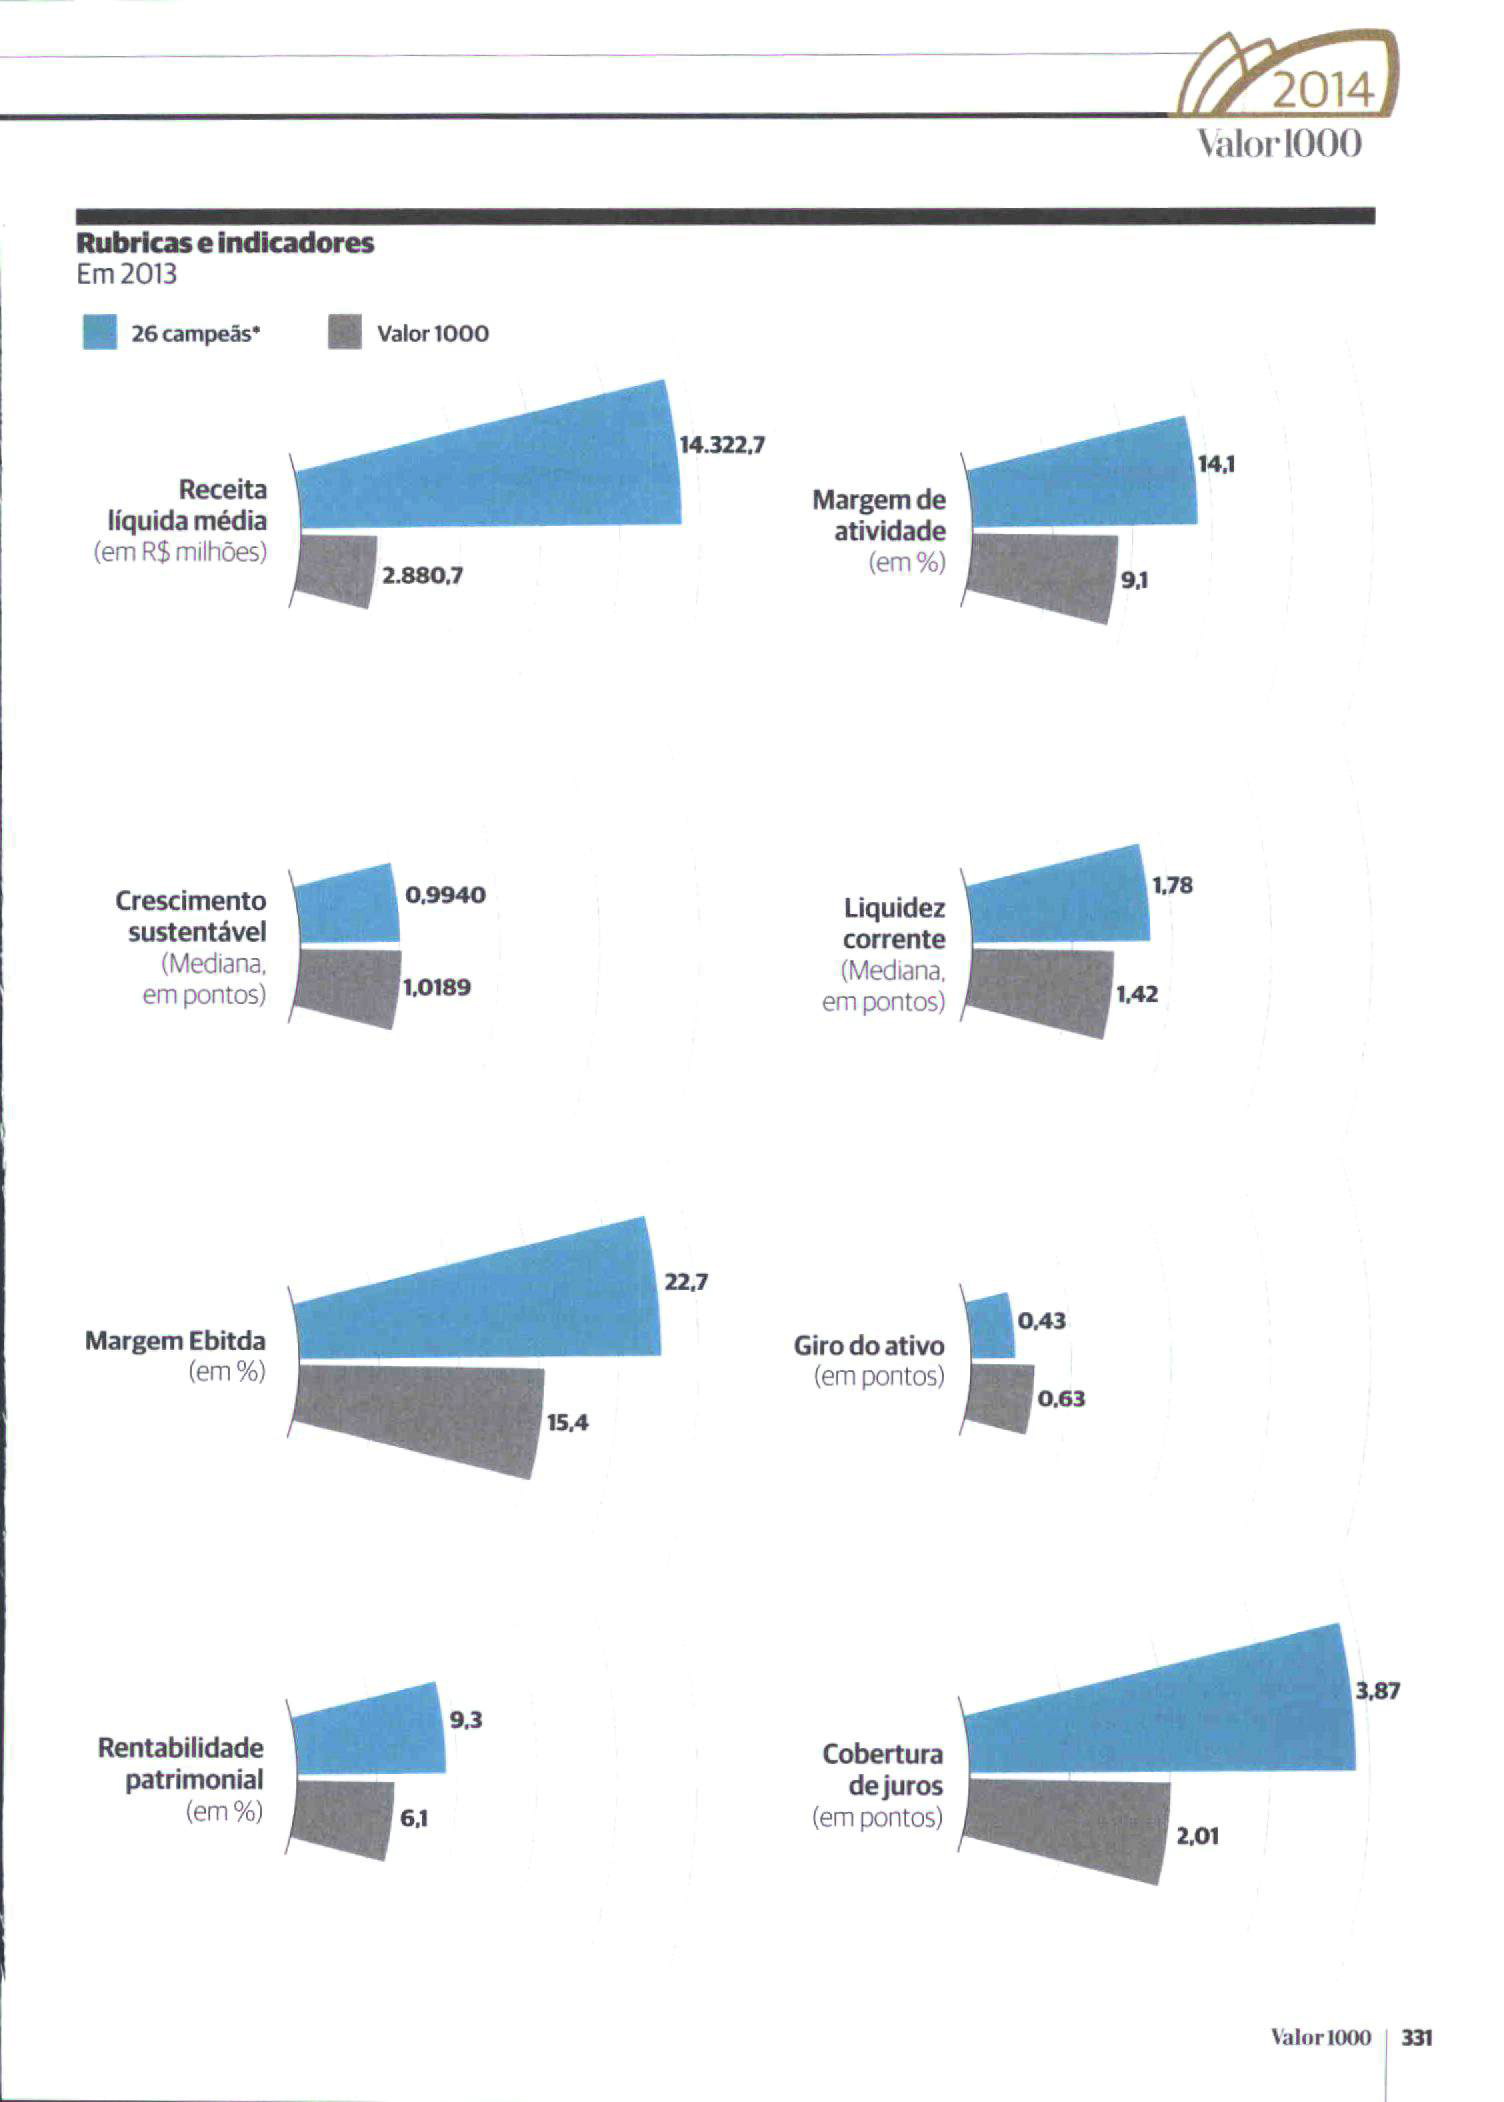 2014
Valor1000
Rubricas e indicadores
Em 2013
26 campeãs*
Valor 1000
Receita
líquida média
(em R$ milhões)
14.322,7
2.880,7
Margem de
atividade
(em %)
14,1
9,1
Crescimento
sustentável
(Mediana,
em pontos)
0,9940
1,0189
Liquidez
corrente
(Mediana,
em pontos)
1,78
1,42
Margem Ebitda
(em %)
22,7
15,4
Giro do ativo
(em pontos)
0,43
0,63
Rentabilidade
patrimonial
(em %)
9,3
6,1
Cobertura
de juros
(em pontos)
3,87
2,01
Valor1000 331